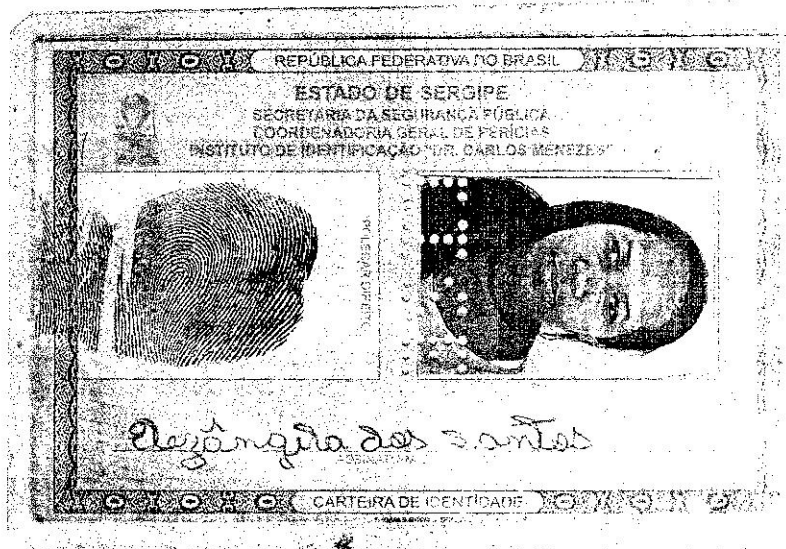 REPÚBLICA FEDERATIVA DO BRASIL
ESTADO DE SERGIPE
SECRETARIA DA SEGURANÇA PÚBLICA
COORDENADORIA GERAL DE PERÍCIAS
INSTITUTO DE IDENTIFICAÇÃO "DR. CARLOS MENEZES"
POLEGAR DIREITO
dos Santos
ASSINATURA
CARTEIRA DE IDENTIDADE